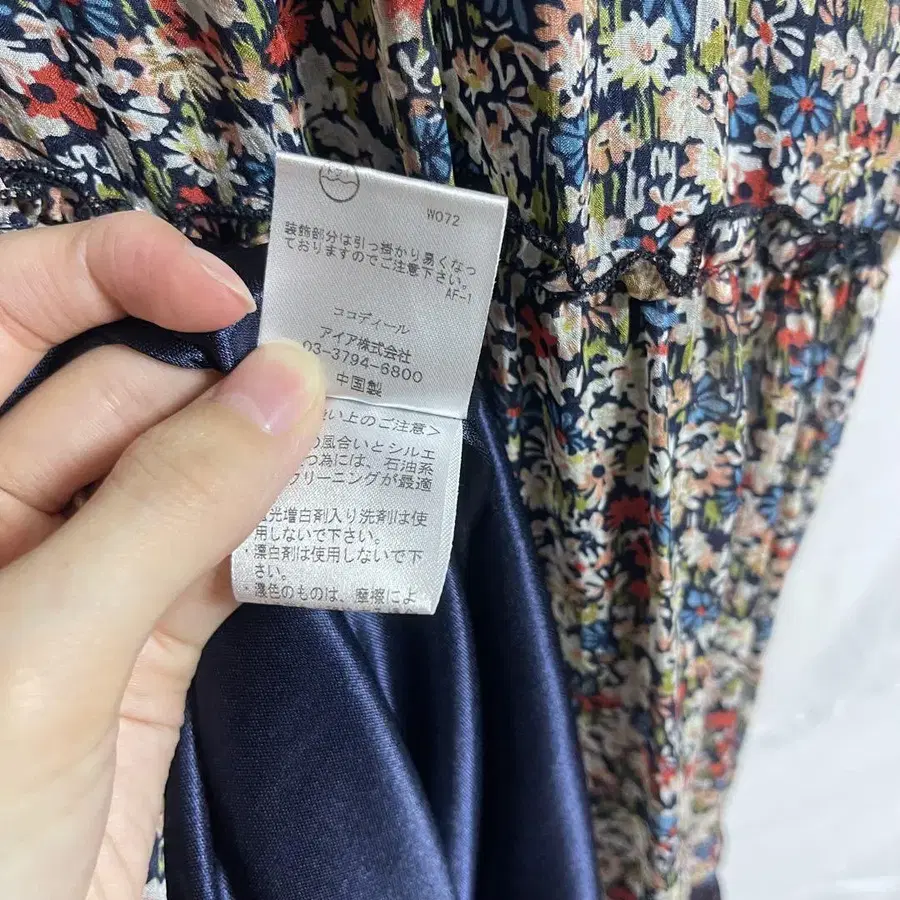 W072
装飾部分は引っ掛かり易くなっ
ておりますのでご注意下さい。
AF-1
ココディール
アイア株式会社
03-3794-6800
中国製
い上のご注意>
の風合いとシルエ
つ為には、石油系
クリーニングが最適
光増白剤入り洗剤は使
用しないで下さい。
・漂白剤は使用しないで下
さい。
・濃色のものは、摩擦によ